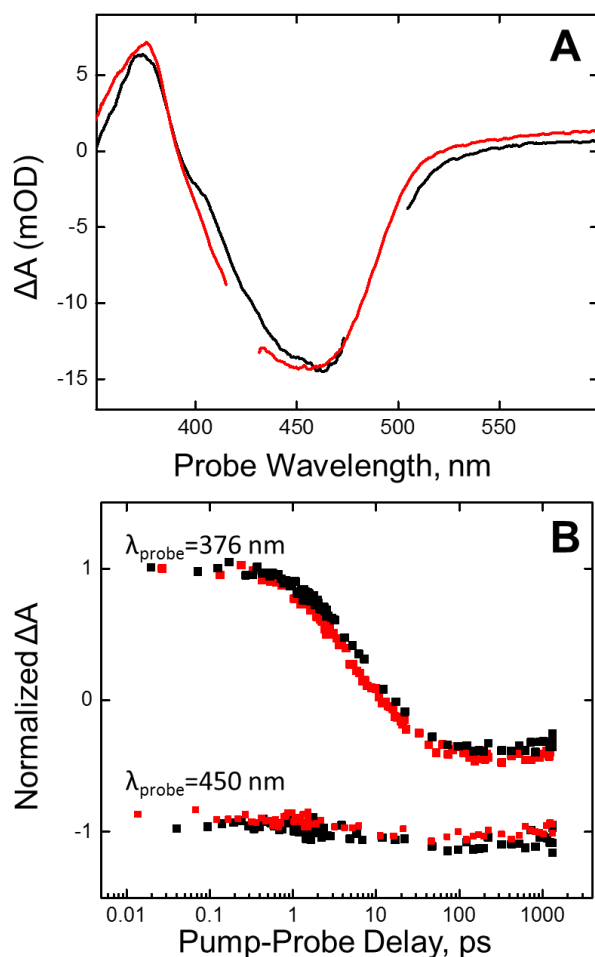 A
5
0
-5
-10
-15
ΔA (mOD)
400
450
500
550
Probe Wavelength, nm
B
λprobe=376 nm
1
0
λprobe=450 nm
-1
Normalized ΔA
0.01
0.1
1
10
100
1000
Pump-Probe Delay, ps